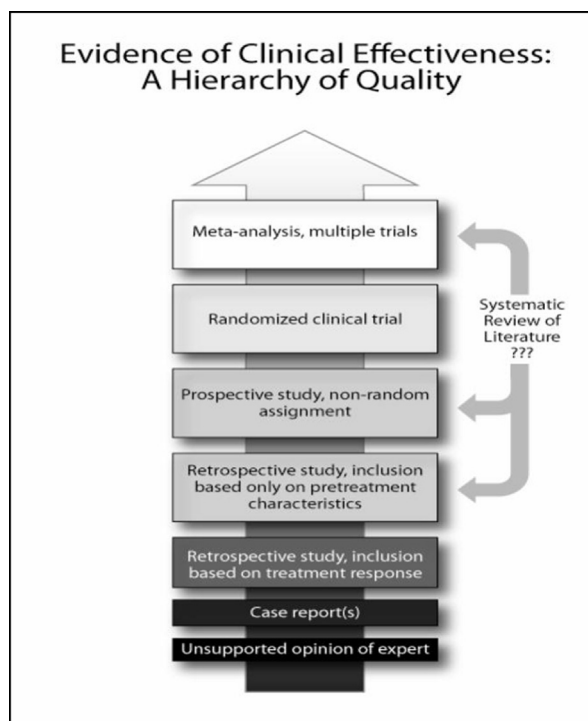 Evidence of Clinical Effectiveness:
A Hierarchy of Quality
Meta-analysis, multiple trials
Randomized clinical trial
Systematic
Review of
Literature
???
Prospective study, non-random
assignment
Retrospective study, inclusion
based only on pretreatment
characteristics
Retrospective study, inclusion
based on treatment response
Case report(s)
Unsupported opinion of expert